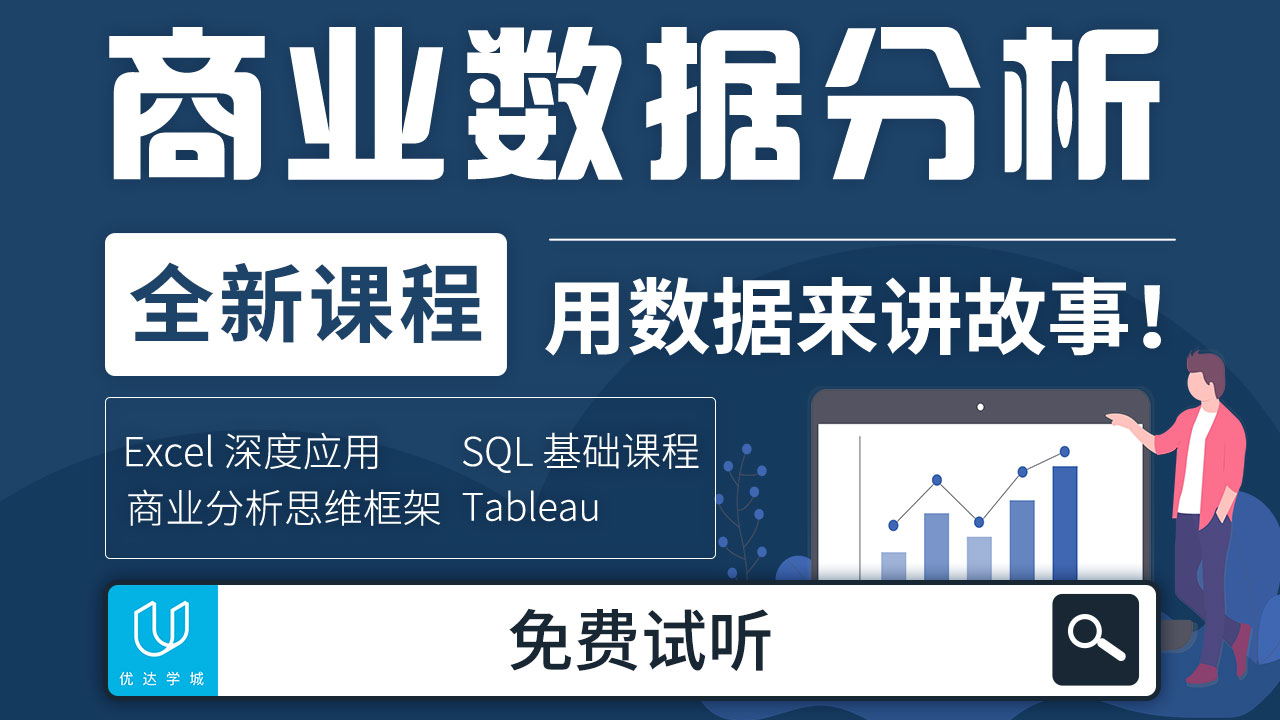 商业数据分析
全新课程
用数据来讲故事！
Excel 深度应用
SQL 基础课程
商业分析思维框架
Tableau
免费试听
优达学城